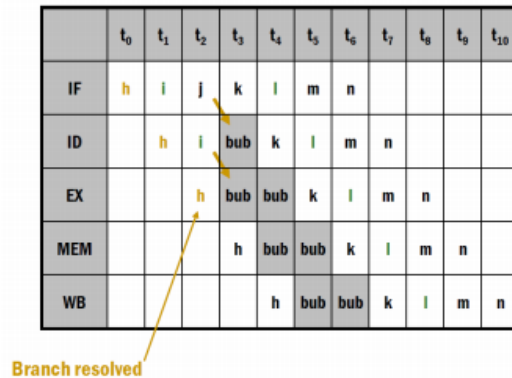 t0 t1 t2 t3 t4 t5 t6 t7 t8 t9 t10
IF h i j k l m n
ID h i bub k l m n
EX h bub bub k l m n
MEM h bub bub k l m n
WB h bub bub k l m n
Branch resolved